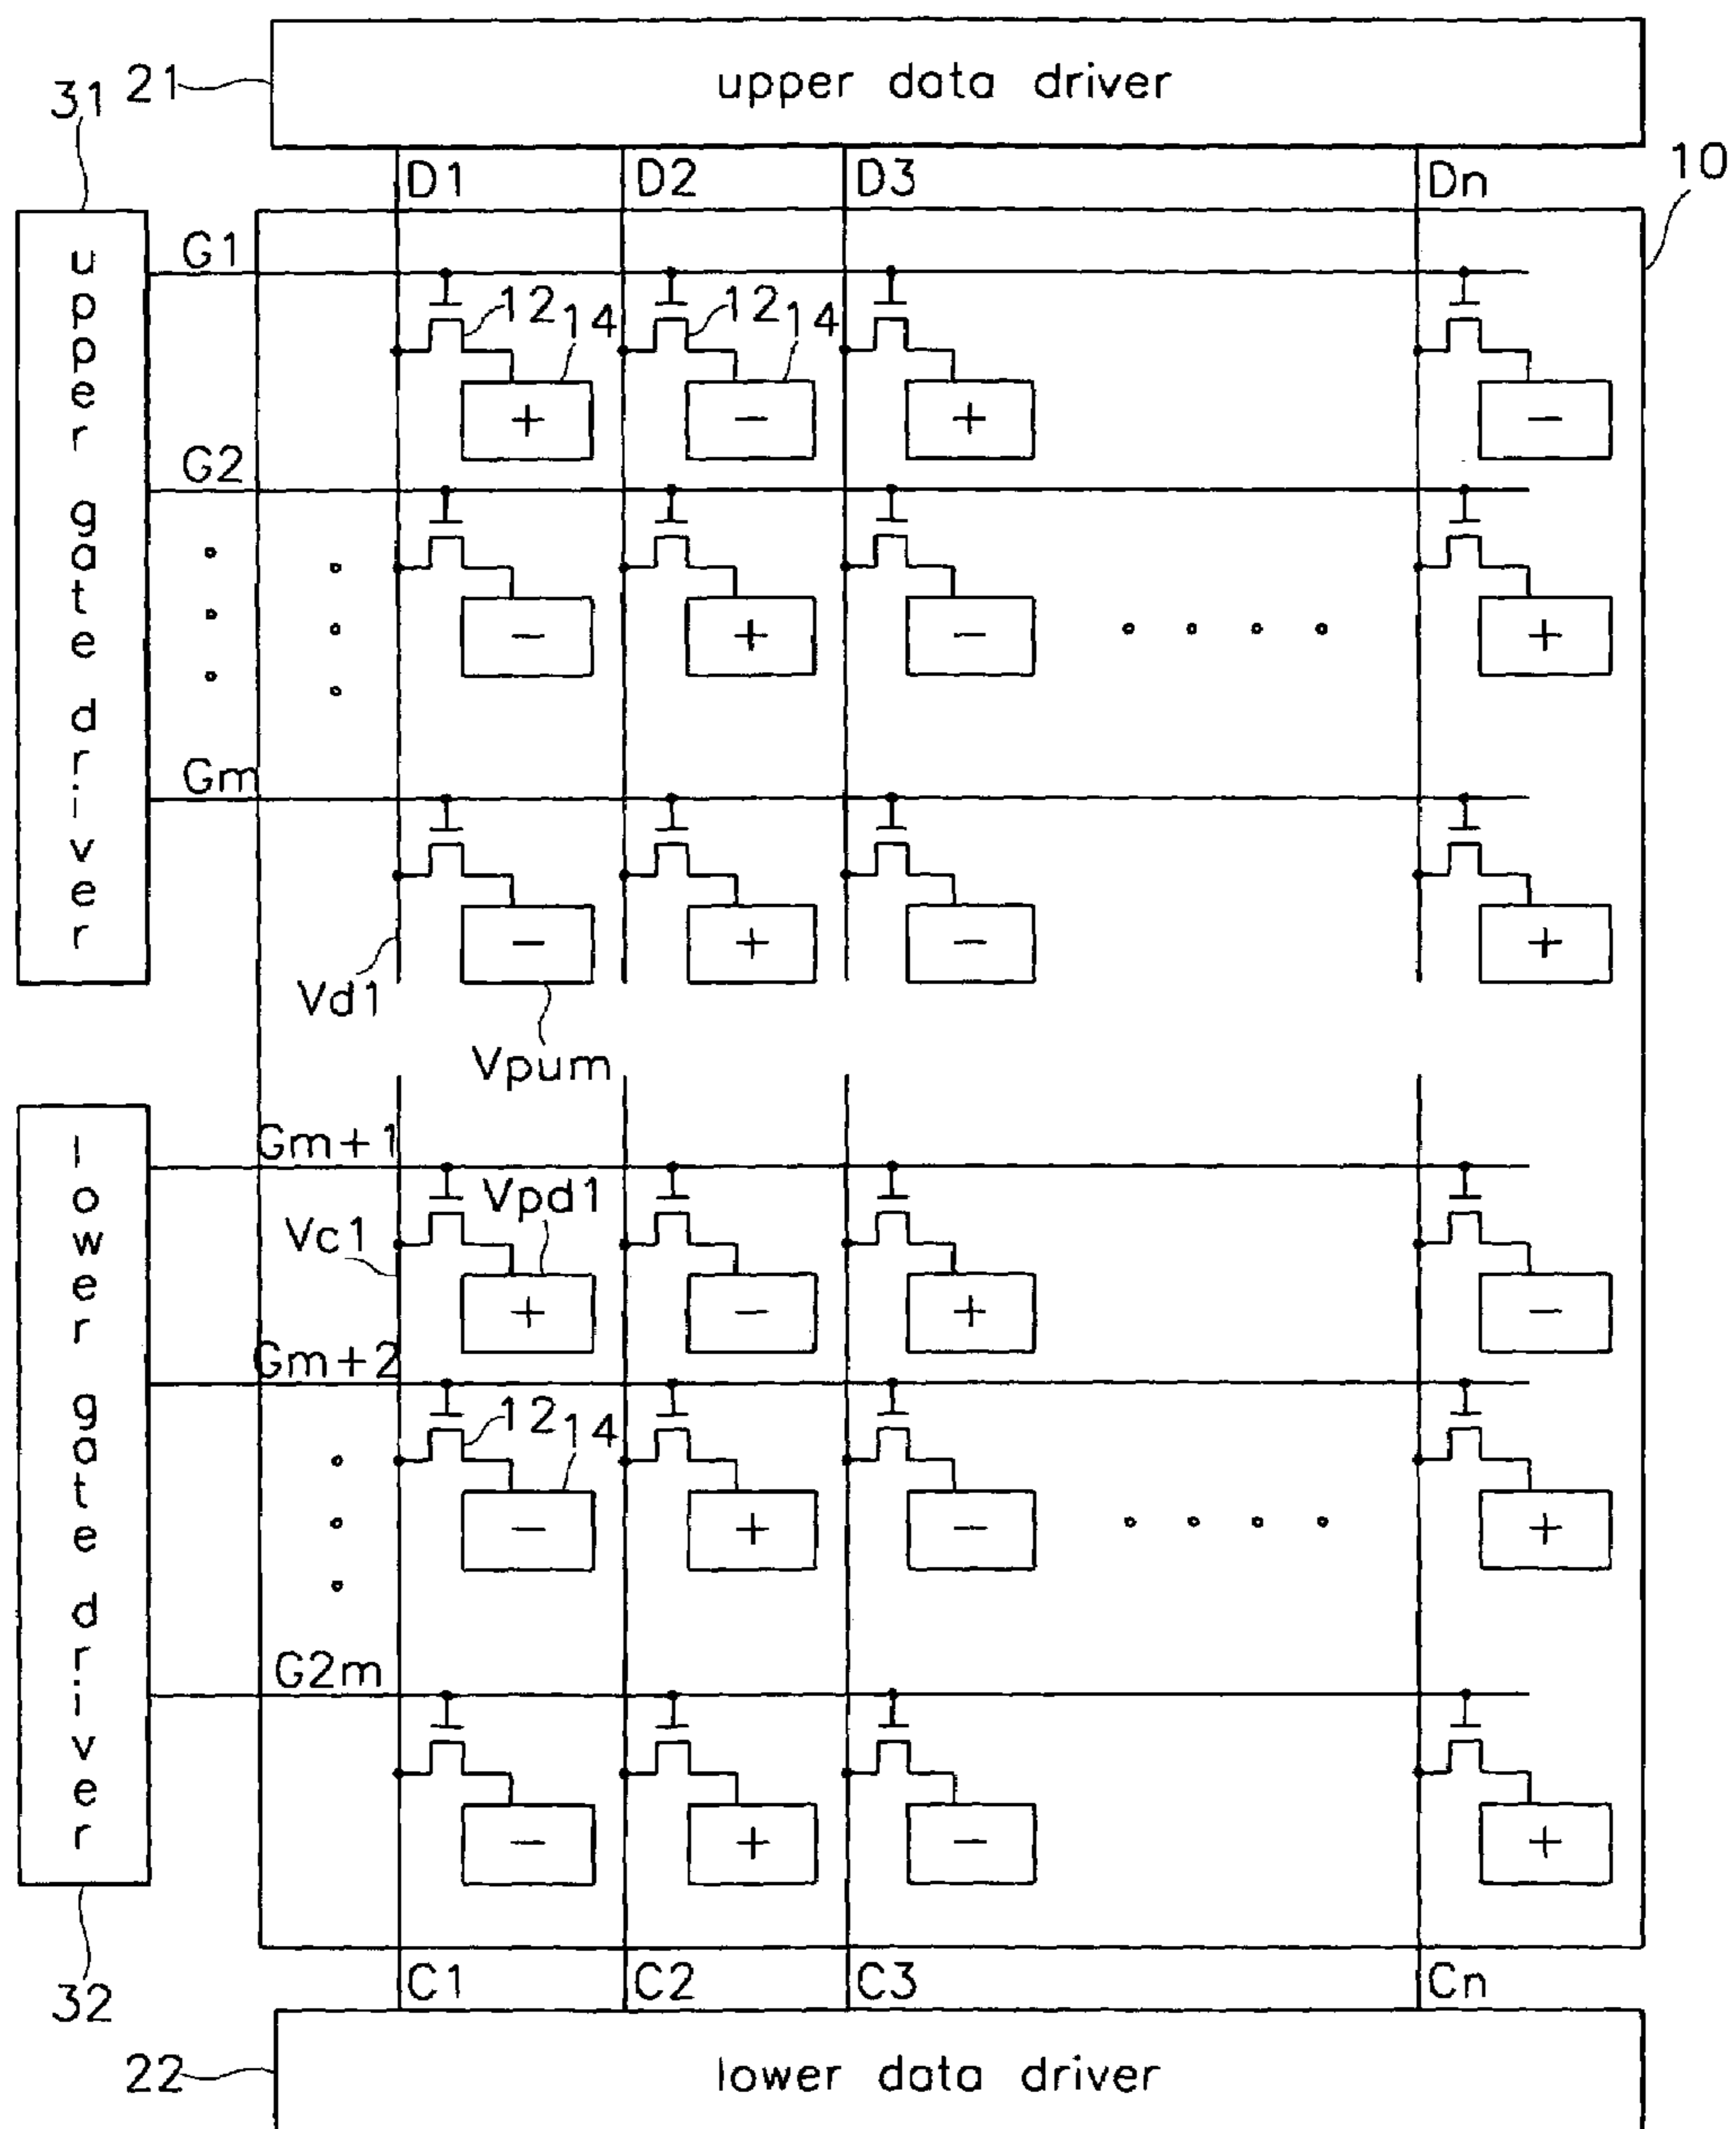 21 upper data driver
31
D1 D2 D3 Dn 10
upper gate driver
G1
12 14 12 14
+ − + −
G2
− + − +
Gm
− + − +
Vd1
Vpum
lower gate driver
Gm+1
Vc1 Vpd1
+ − + −
Gm+2
12 14
− + − +
G2m
− + − +
32
C1 C2 C3 Cn
22 lower data driver